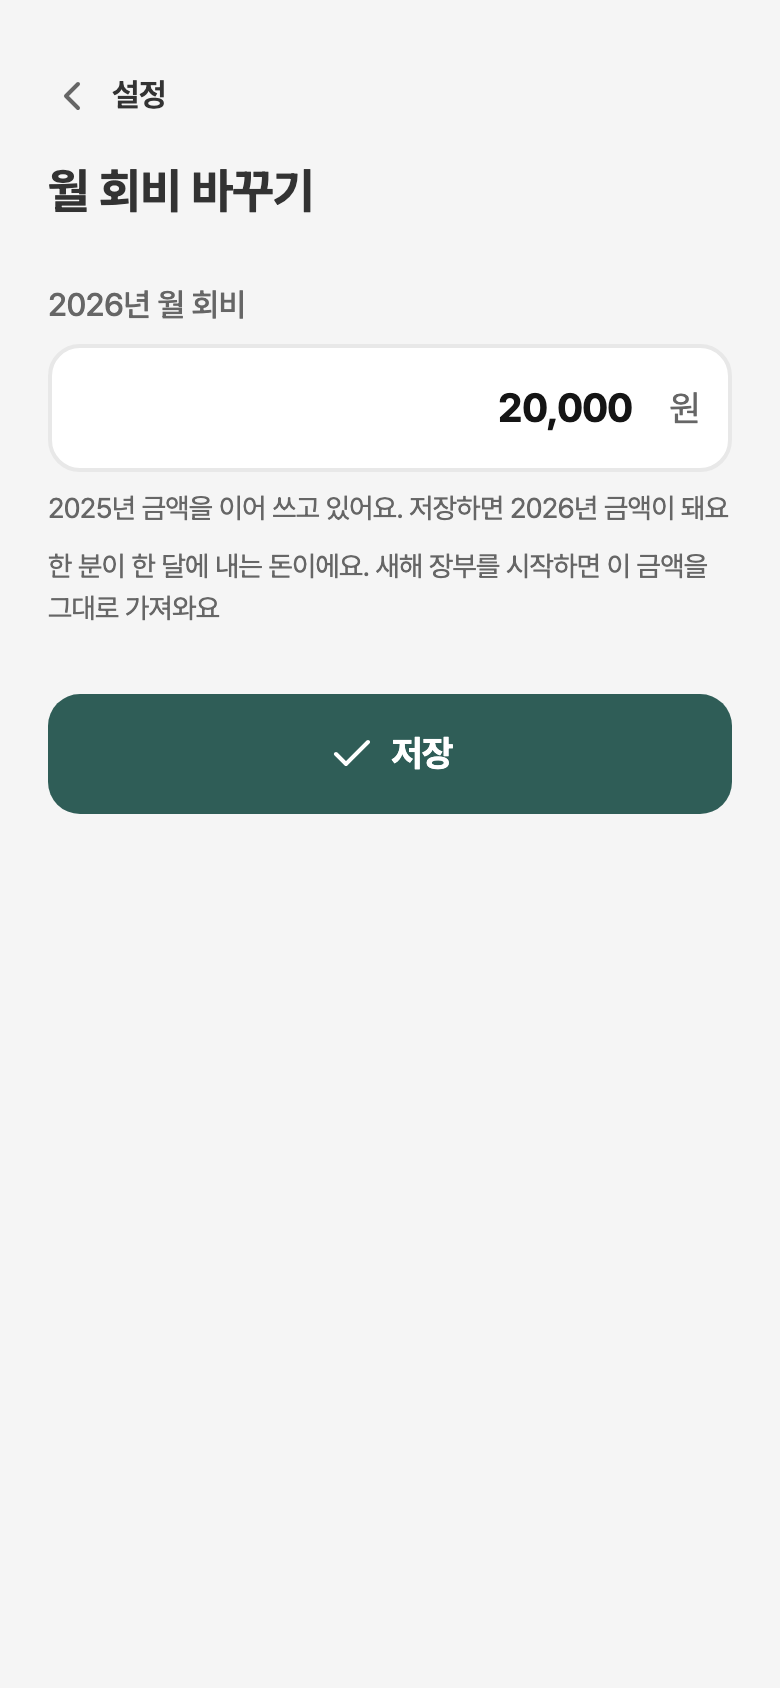 설정
월 회비 바꾸기
2026년 월 회비
20,000 원
2025년 금액을 이어 쓰고 있어요. 저장하면 2026년 금액이 돼요
한 분이 한 달에 내는 돈이에요. 새해 장부를 시작하면 이 금액을
그대로 가져와요
저장